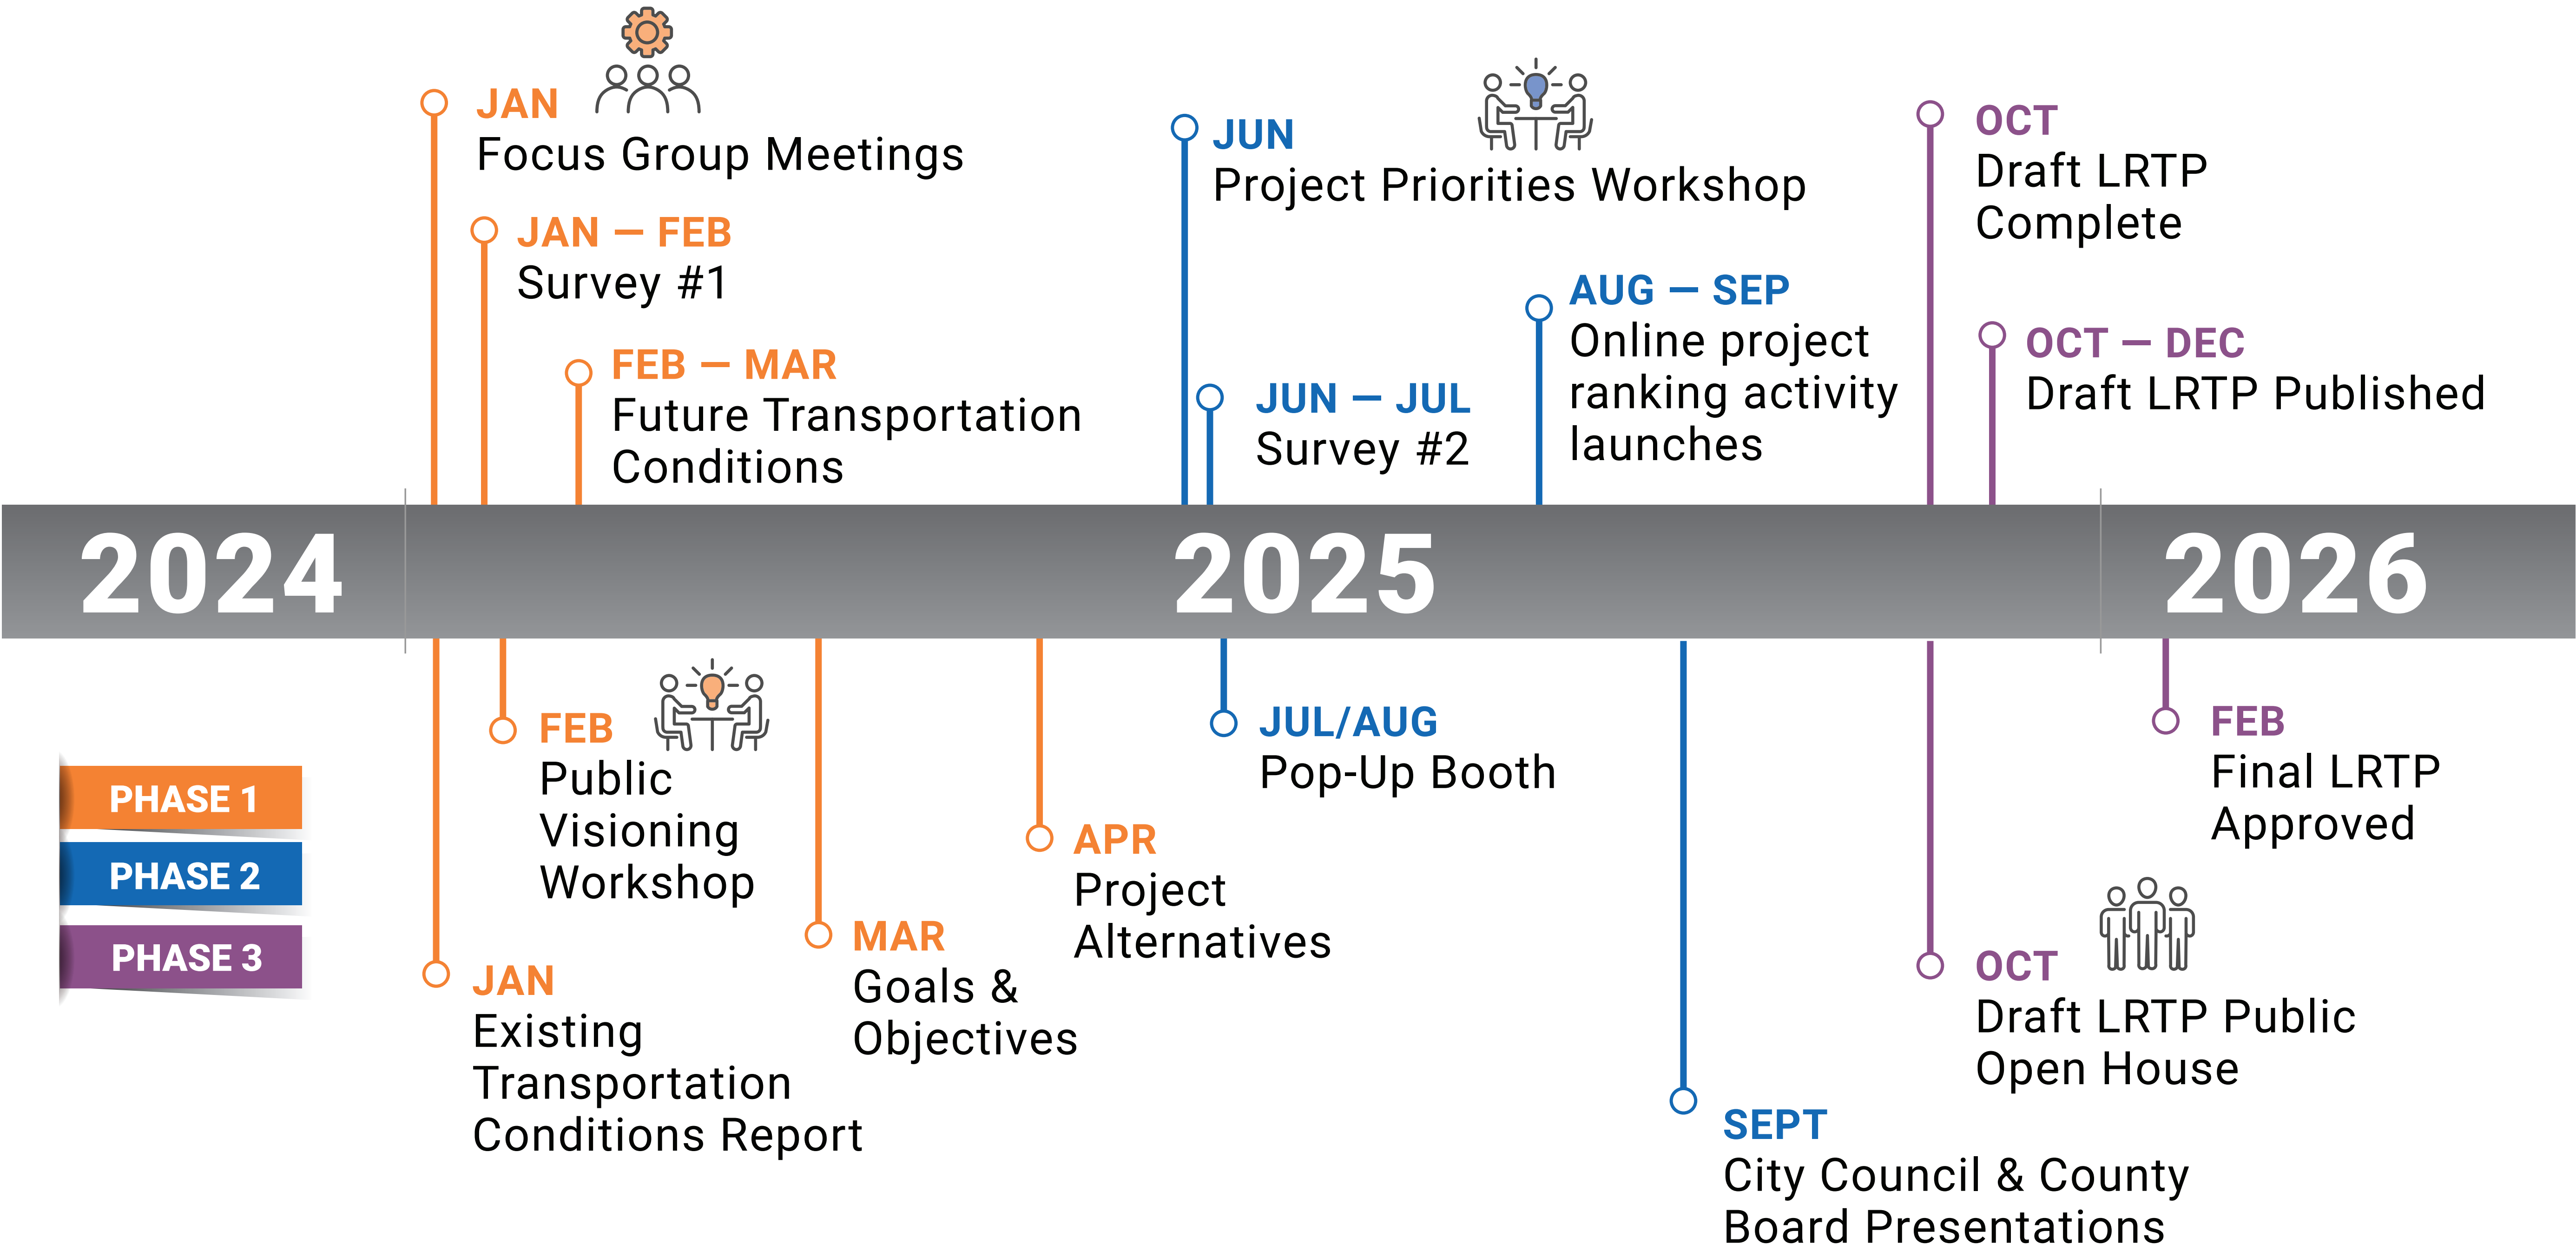 JAN
Focus Group Meetings
JAN — FEB
Survey #1
FEB — MAR
Future Transportation
Conditions
JUN
Project Priorities Workshop
JUN — JUL
Survey #2
AUG — SEP
Online project
ranking activity
launches
OCT
Draft LRTP
Complete
OCT — DEC
Draft LRTP Published
2024
2025
2026
PHASE 1
PHASE 2
PHASE 3
JAN
Existing
Transportation
Conditions Report
FEB
Public
Visioning
Workshop
MAR
Goals &
Objectives
APR
Project
Alternatives
JUL/AUG
Pop-Up Booth
SEPT
City Council & County
Board Presentations
OCT
Draft LRTP Public
Open House
FEB
Final LRTP
Approved